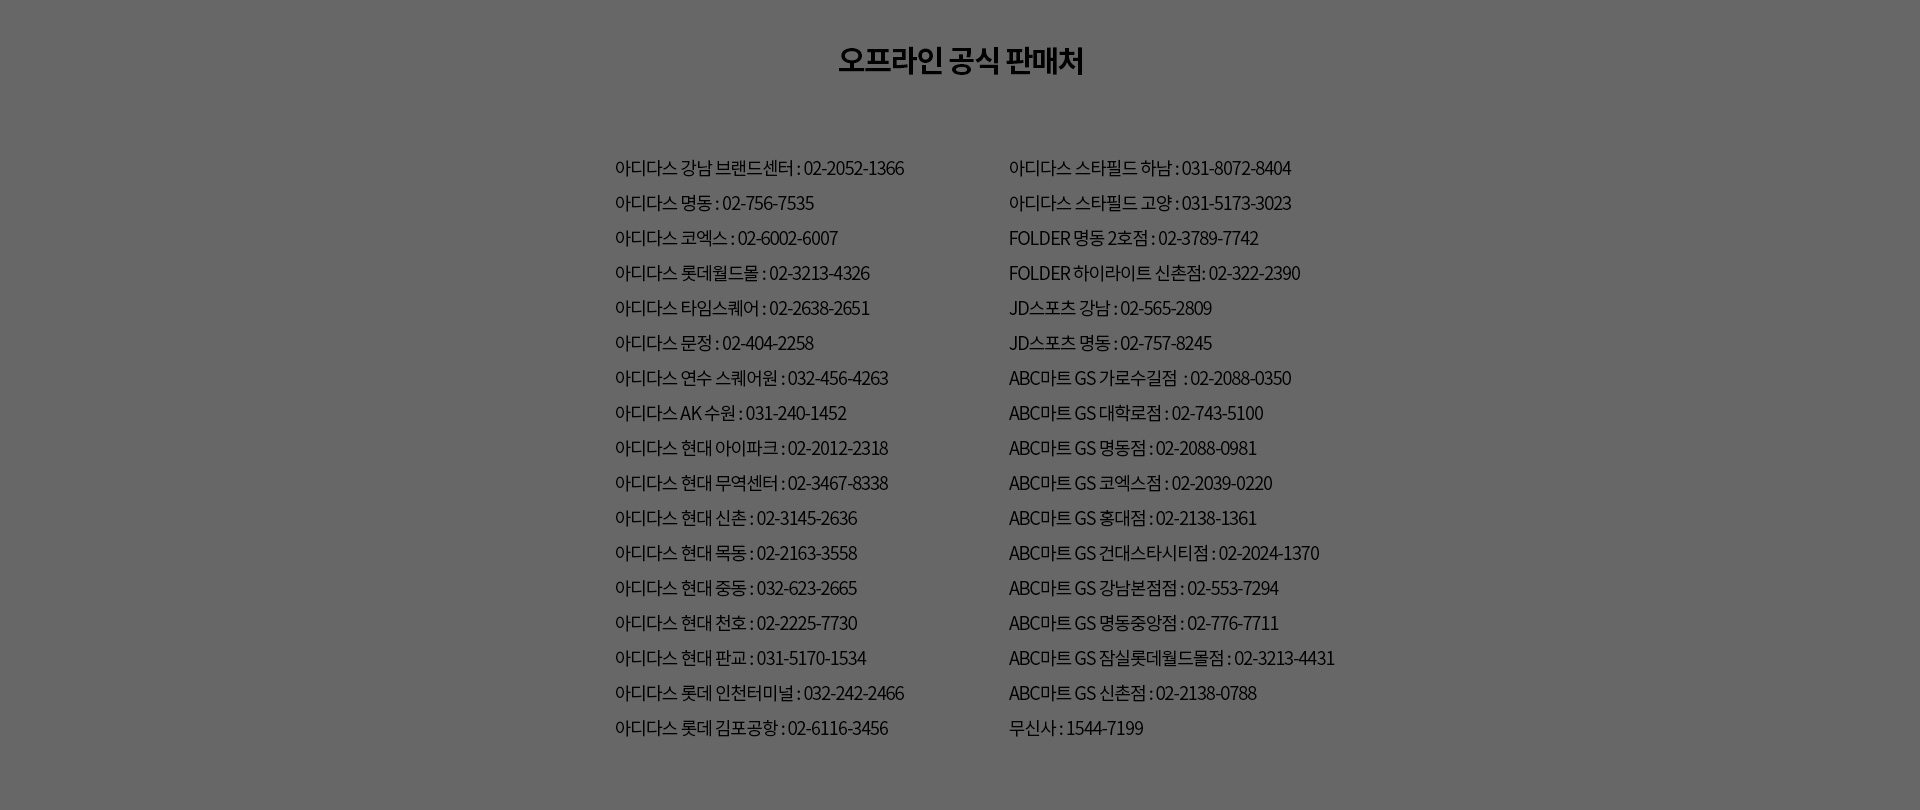 오프라인 공식 판매처
아디다스 강남 브랜드센터 : 02-2052-1366
아디다스 명동 : 02-756-7535
아디다스 코엑스 : 02-6002-6007
아디다스 롯데월드몰 : 02-3213-4326
아디다스 타임스퀘어 : 02-2638-2651
아디다스 문정 : 02-404-2258
아디다스 연수 스퀘어원 : 032-456-4263
아디다스 AK 수원 : 031-240-1452
아디다스 현대 아이파크 : 02-2012-2318
아디다스 현대 무역센터 : 02-3467-8338
아디다스 현대 신촌 : 02-3145-2636
아디다스 현대 목동 : 02-2163-3558
아디다스 현대 중동 : 032-623-2665
아디다스 현대 천호 : 02-2225-7730
아디다스 현대 판교 : 031-5170-1534
아디다스 롯데 인천터미널 : 032-242-2466
아디다스 롯데 김포공항 : 02-6116-3456
아디다스 스타필드 하남 : 031-8072-8404
아디다스 스타필드 고양 : 031-5173-3023
FOLDER 명동 2호점 : 02-3789-7742
FOLDER 하이라이트 신촌점: 02-322-2390
JD스포츠 강남 : 02-565-2809
JD스포츠 명동 : 02-757-8245
ABC마트 GS 가로수길점 : 02-2088-0350
ABC마트 GS 대학로점 : 02-743-5100
ABC마트 GS 명동점 : 02-2088-0981
ABC마트 GS 코엑스점 : 02-2039-0220
ABC마트 GS 홍대점 : 02-2138-1361
ABC마트 GS 건대스타시티점 : 02-2024-1370
ABC마트 GS 강남본점점 : 02-553-7294
ABC마트 GS 명동중앙점 : 02-776-7711
ABC마트 GS 잠실롯데월드몰점 : 02-3213-4431
ABC마트 GS 신촌점 : 02-2138-0788
무신사 : 1544-7199